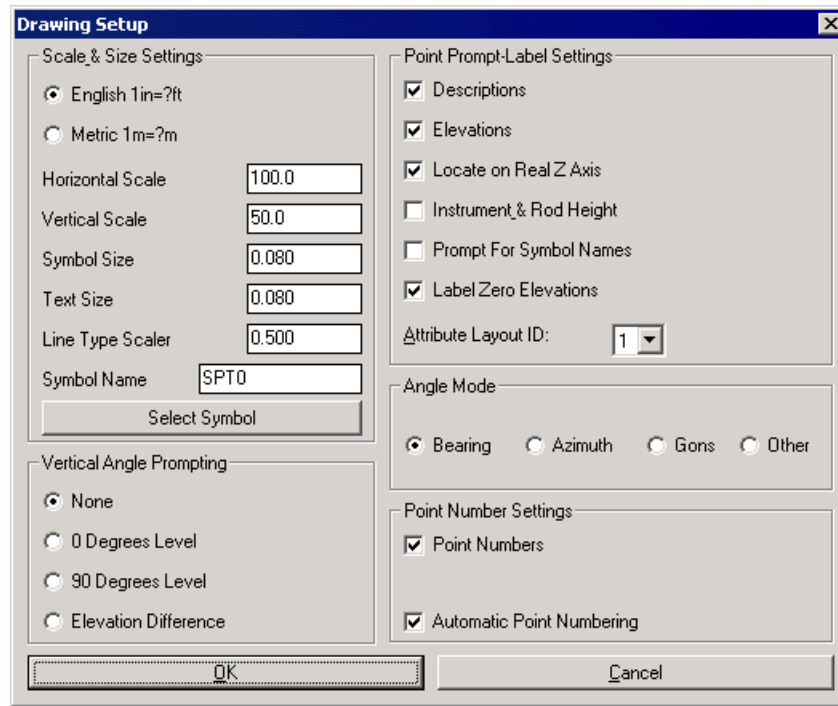 Drawing Setup
Scale & Size Settings
English 1in=?ft
Metric 1m=?m
Horizontal Scale 100.0
Vertical Scale 50.0
Symbol Size 0.080
Text Size 0.080
Line Type Scaler 0.500
Symbol Name SPT0
Select Symbol
Vertical Angle Prompting
None
0 Degrees Level
90 Degrees Level
Elevation Difference
Point Prompt-Label Settings
Descriptions
Elevations
Locate on Real Z Axis
Instrument & Rod Height
Prompt For Symbol Names
Label Zero Elevations
Attribute Layout ID: 1
Angle Mode
Bearing Azimuth Gons Other
Point Number Settings
Point Numbers
Automatic Point Numbering
OK Cancel